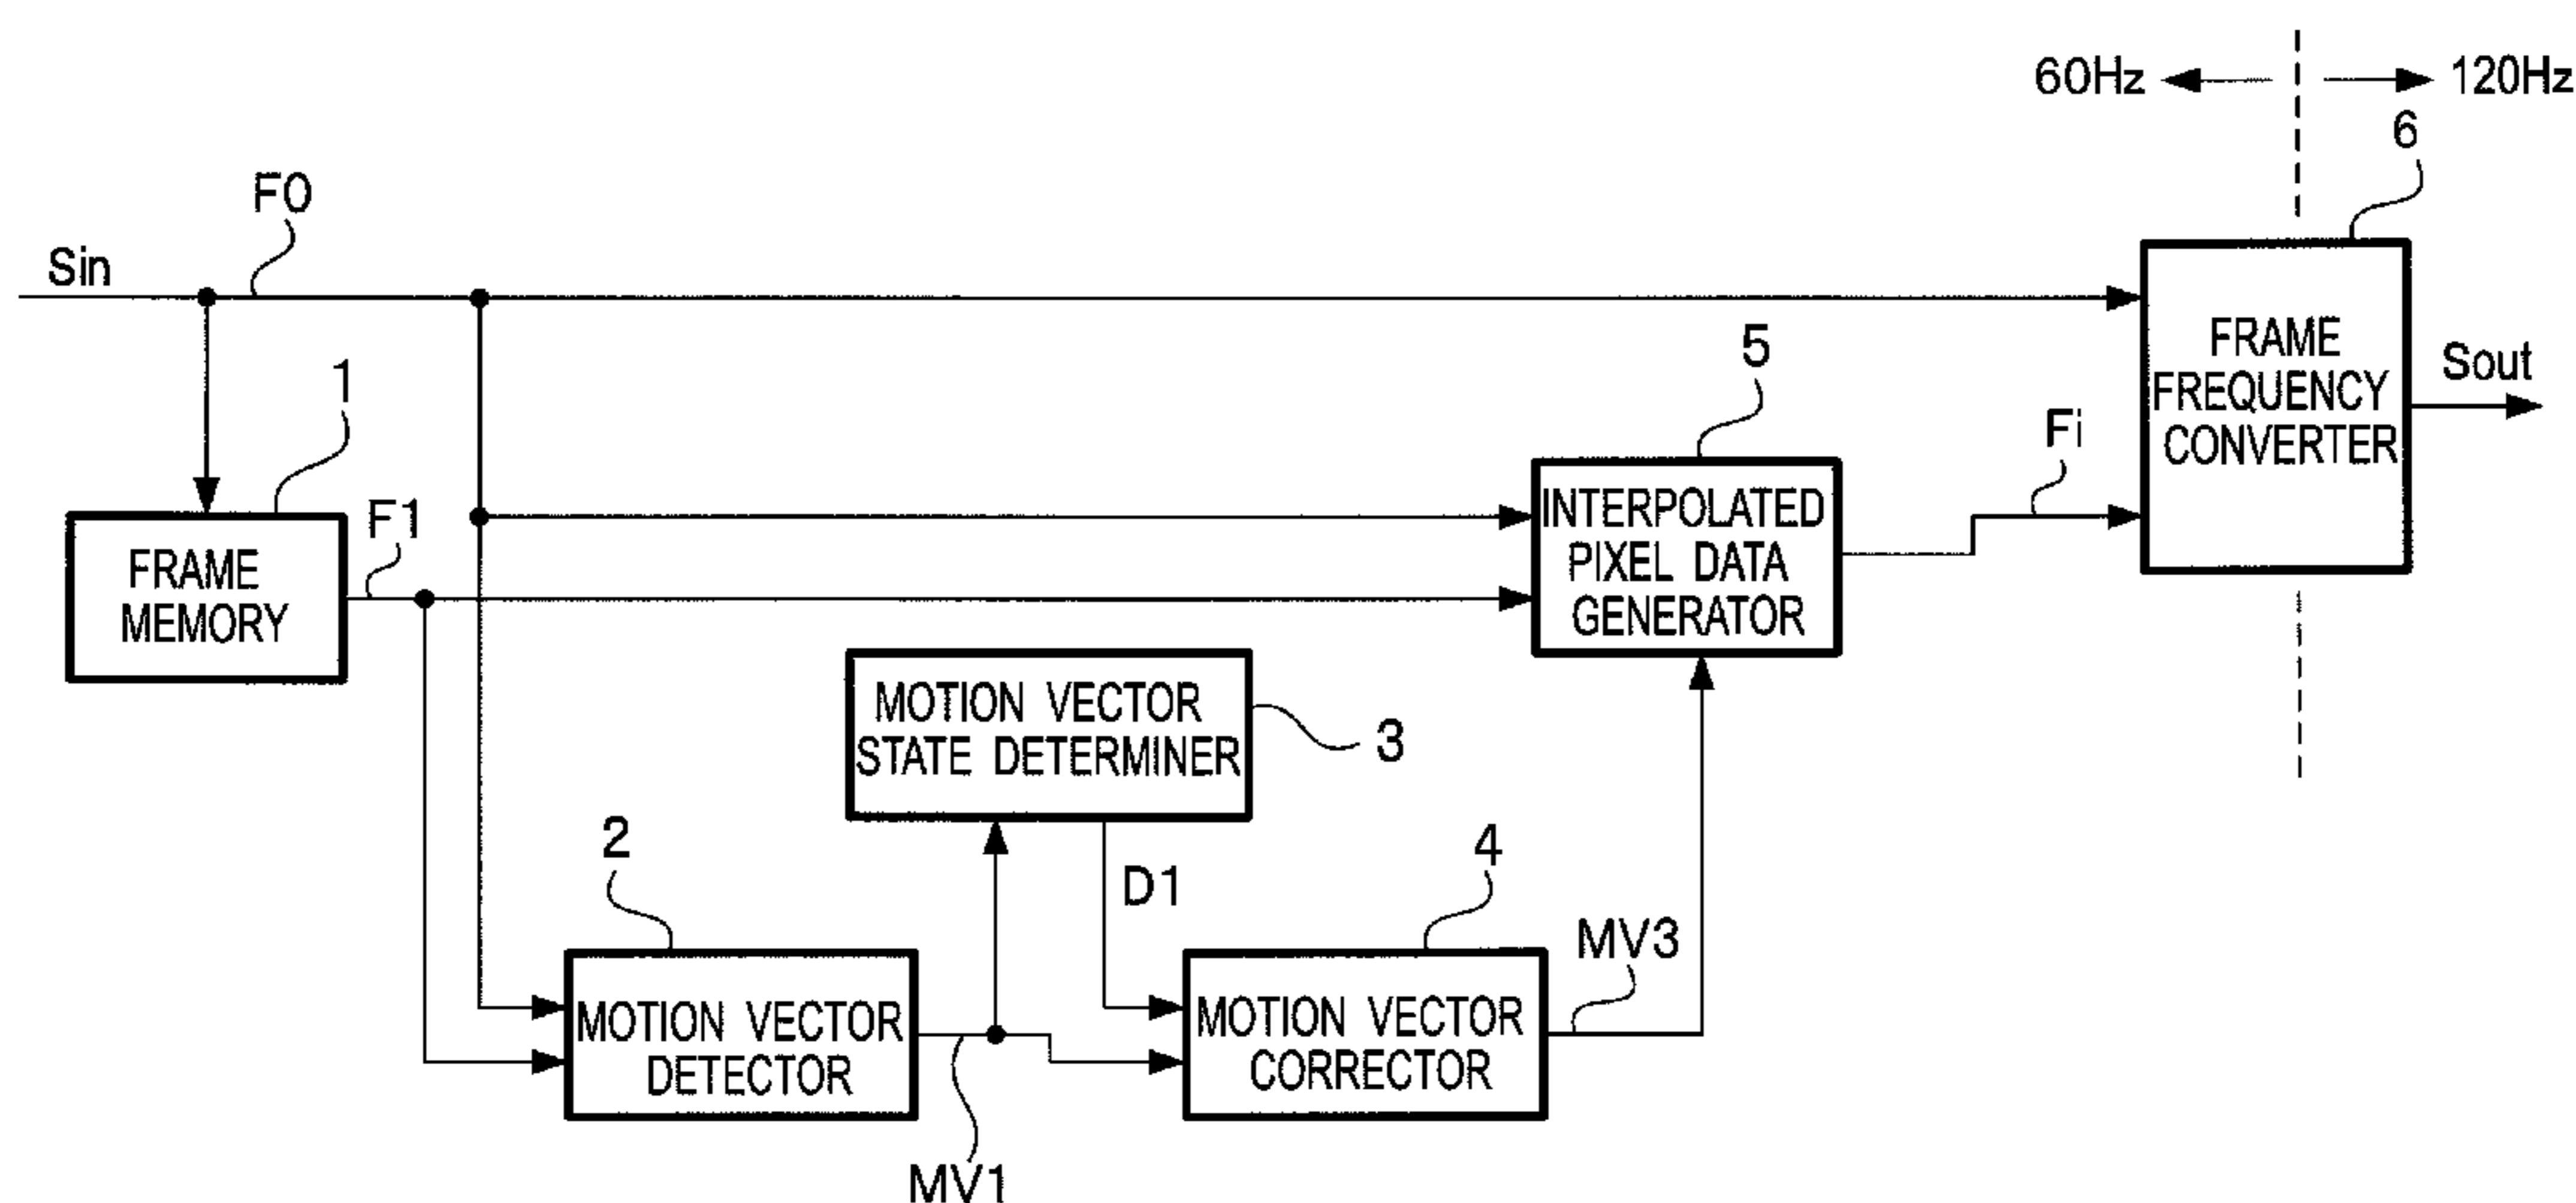 60Hz
120Hz
6
F0
Sin
FRAME
FREQUENCY
CONVERTER
Sout
1
5
Fi
F1
FRAME
MEMORY
INTERPOLATED
PIXEL DATA
GENERATOR
MOTION VECTOR
STATE DETERMINER
3
2
D1
4
MV3
MOTION VECTOR
DETECTOR
MOTION VECTOR
CORRECTOR
MV1